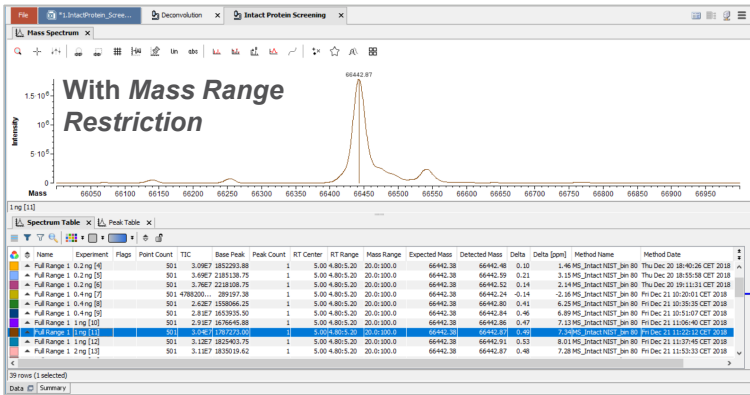 File *1.IntactProtein_Scree... Deconvolution × Intact Protein Screening ×
Mass Spectrum ×
lin abc
66442.87
With Mass Range
Restriction
Intensity
1.5·10⁶
10⁶
5·10⁵
0
Mass 66050 66100 66150 66200 66250 66300 66350 66400 66450 66500 66550 66600 66650 66700 66750 66800 66850 66900 66950
1 ng [11]
Spectrum Table × Peak Table ×
Name Experiment Flags Point Count TIC Base Peak Peak Count RT Center RT Range Mass Range Expected Mass Detected Mass Delta Delta [ppm] Method Name Method Date
Full Range 1 0.2 ng [4] 501 3.09E7 1852293.88 1 5.00 4.80:5.20 20.0:100.0 66442.38 66442.48 0.10 1.46 MS_Intact NIST_bin 80 Thu Dec 20 18:40:26 CET 2018
Full Range 1 0.2 ng [5] 501 3.69E7 2185138.75 1 5.00 4.80:5.20 20.0:100.0 66442.38 66442.59 0.21 3.15 MS_Intact NIST_bin 80 Thu Dec 20 18:55:58 CET 2018
Full Range 1 0.2 ng [6] 501 3.76E7 2218108.75 1 5.00 4.80:5.20 20.0:100.0 66442.38 66442.52 0.14 2.14 MS_Intact NIST_bin 80 Thu Dec 20 19:11:31 CET 2018
Full Range 1 0.4 ng [7] 501 4788200... 289197.38 1 5.00 4.80:5.20 20.0:100.0 66442.38 66442.24 -0.14 -2.16 MS_Intact NIST_bin 80 Fri Dec 21 10:20:01 CET 2018
Full Range 1 0.4 ng [8] 501 2.62E7 1558066.25 1 5.00 4.80:5.20 20.0:100.0 66442.38 66442.80 0.41 6.25 MS_Intact NIST_bin 80 Fri Dec 21 10:35:35 CET 2018
Full Range 1 0.4 ng [9] 501 2.81E7 1653935.50 1 5.00 4.80:5.20 20.0:100.0 66442.38 66442.84 0.46 6.89 MS_Intact NIST_bin 80 Fri Dec 21 10:51:07 CET 2018
Full Range 1 1 ng [10] 501 2.91E7 1676645.88 1 5.00 4.80:5.20 20.0:100.0 66442.38 66442.86 0.47 7.13 MS_Intact NIST_bin 80 Fri Dec 21 11:06:40 CET 2018
Full Range 1 1 ng [11] 501 3.04E7 1787273.00 1 5.00 4.80:5.20 20.0:100.0 66442.38 66442.87 0.49 7.34 MS_Intact NIST_bin 80 Fri Dec 21 11:22:12 CET 2018
Full Range 1 1 ng [12] 501 3.12E7 1825403.75 1 5.00 4.80:5.20 20.0:100.0 66442.38 66442.91 0.53 8.01 MS_Intact NIST_bin 80 Fri Dec 21 11:37:45 CET 2018
Full Range 1 2 ng [13] 501 3.11E7 1835019.62 1 5.00 4.80:5.20 20.0:100.0 66442.38 66442.87 0.48 7.28 MS_Intact NIST_bin 80 Fri Dec 21 11:53:33 CET 2018
39 rows (1 selected)
Data Summary